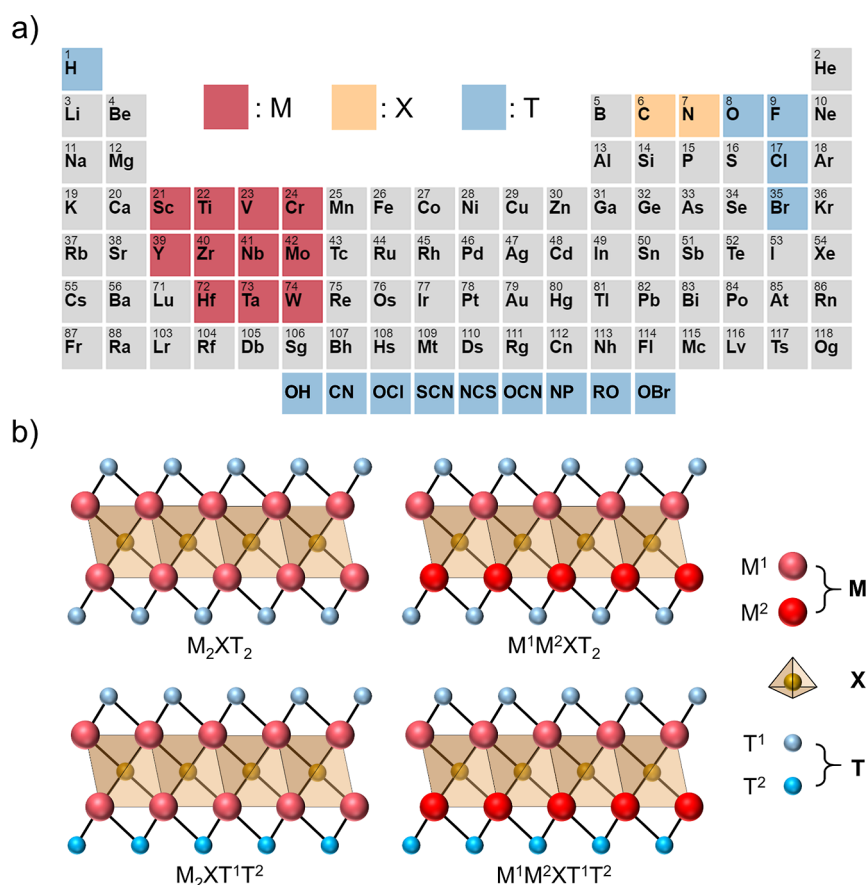 a)
1 2
H He
: M : X : T
3 4 5 6 7 8 9 10
Li Be B C N O F Ne
11 12 13 14 15 16 17 18
Na Mg Al Si P S Cl Ar
19 20 21 22 23 24 25 26 27 28 29 30 31 32 33 34 35 36
K Ca Sc Ti V Cr Mn Fe Co Ni Cu Zn Ga Ge As Se Br Kr
37 38 39 40 41 42 43 44 45 46 47 48 49 50 51 52 53 54
Rb Sr Y Zr Nb Mo Tc Ru Rh Pd Ag Cd In Sn Sb Te I Xe
55 56 71 72 73 74 75 76 77 78 79 80 81 82 83 84 85 86
Cs Ba Lu Hf Ta W Re Os Ir Pt Au Hg Tl Pb Bi Po At Rn
87 88 103 104 105 106 107 108 109 110 111 112 113 114 115 116 117 118
Fr Ra Lr Rf Db Sg Bh Hs Mt Ds Rg Cn Nh Fl Mc Lv Ts Og
OH CN OCl SCN NCS OCN NP RO OBr
b)
M₂XT₂ M¹M²XT₂
M¹
M²
M
X
T¹
T²
T
M₂XT¹T² M¹M²XT¹T²